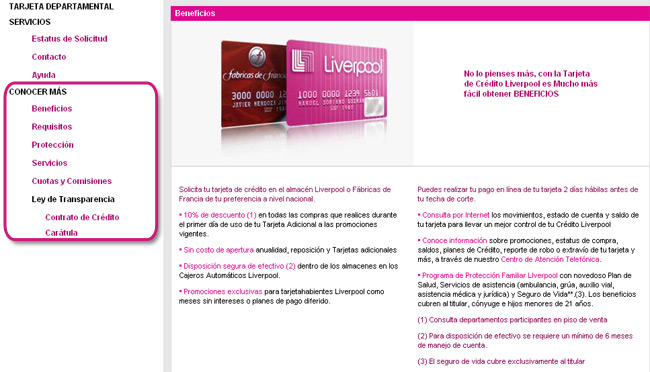 TARJETA DEPARTAMENTAL
SERVICIOS
Estatus de Solicitud
Contacto
Ayuda
CONOCER MÁS
Beneficios
Requisitos
Protección
Servicios
Cuotas y Comisiones
Ley de Transparencia
Contrato de Crédito
Carátula
Beneficios
fabricas de francia
Liverpool
3000 0000 12
JAVIER MENDOZA
1000 0000 1234 5601
No lo pienses más, con la Tarjeta
de Crédito Liverpool es Mucho más
fácil obtener BENEFICIOS
Solicita tu tarjeta de crédito en el almacén Liverpool o Fábricas de
Francia de tu preferencia a nivel nacional.
• 10% de descuento (1) en todas las compras que realices durante
el primer día de uso de tu Tarjeta Adicional a las promociones
vigentes.
• Sin costo de apertura anualidad, reposición y Tarjetas adicionales
• Disposición segura de efectivo (2) dentro de los almacenes en los
Cajeros Automáticos Liverpool.
• Promociones exclusivas para tarjetahabientes Liverpool como
meses sin intereses o planes de pago diferido.
Puedes realizar tu pago en línea de tu tarjeta 2 días hábilas antes de
tu fecha de corte.
• Consulta por Internet los movimientos, estado de cuenta y saldo de
tu tarjeta para llevar un mejor control de tu Crédito Liverpool
• Conoce información sobre promociones, estatus de compra,
saldos, planes de Crédito, reporte de robo o extravío de tu tarjeta y
más, a través de nuestro Centro de Atención Teletónica.
• Programa de Protección Familiar Liverpool con novedoso Plan de
Salud, Servicios de asistencia (ambulancia, grúa, auxilio vial,
asistencia médica y jurídica) y Seguro de Vida**.(3). Los beneficios
cubren al titular, cónyuge e hijos menores de 21 años.
(1) Consulta departamentos participantes en piso de venta
(2) Para disposición de efectivo se requiere un mínimo de 6 meses
de manejo de cuenta.
(3) El seguro de vida cubre exclusivamente al titular